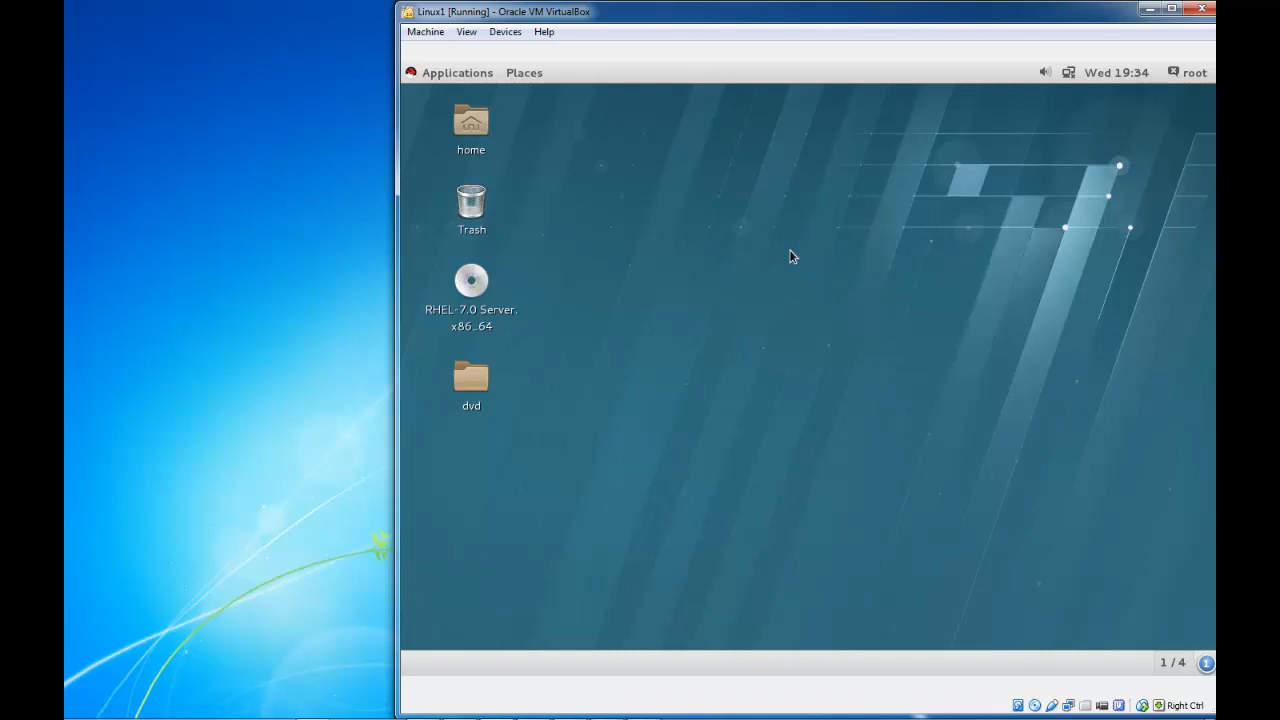 Linux1 [Running] - Oracle VM VirtualBox
Machine View Devices Help
Applications Places Wed 19:34 root
home
Trash
RHEL-7.0 Server.
x86_64
dvd
1 / 4 1
Right Ctrl